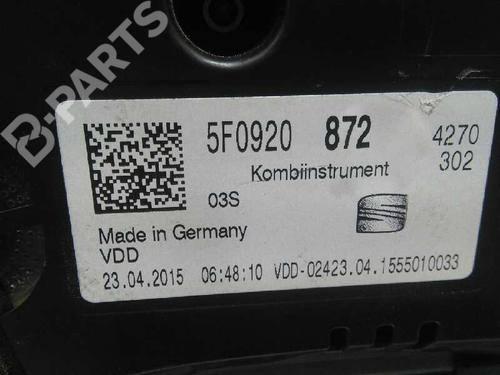 B-PARTS
5F0920 872 4270
302
Kombiinstrument
03S
Made in Germany
VDD
23.04.2015 06:48:10 VDD-02423.04.1555010033